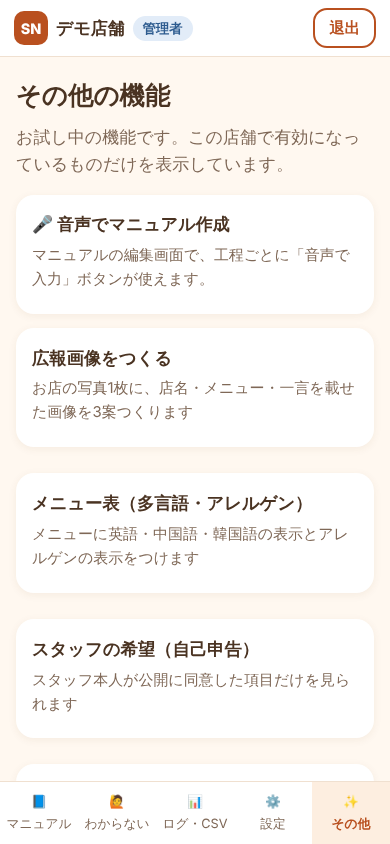 SN デモ店舗 管理者 退出
その他の機能
お試し中の機能です。この店舗で有効になっ
ているものだけを表示しています。
🎤 音声でマニュアル作成
マニュアルの編集画面で、工程ごとに「音声で
入力」ボタンが使えます。
広報画像をつくる
お店の写真1枚に、店名・メニュー・一言を載せ
た画像を3案つくります
メニュー表（多言語・アレルゲン）
メニューに英語・中国語・韓国語の表示とアレ
ルゲンの表示をつけます
スタッフの希望（自己申告）
スタッフ本人が公開に同意した項目だけを見ら
れます
マニュアル わからない ログ・CSV 設定 その他